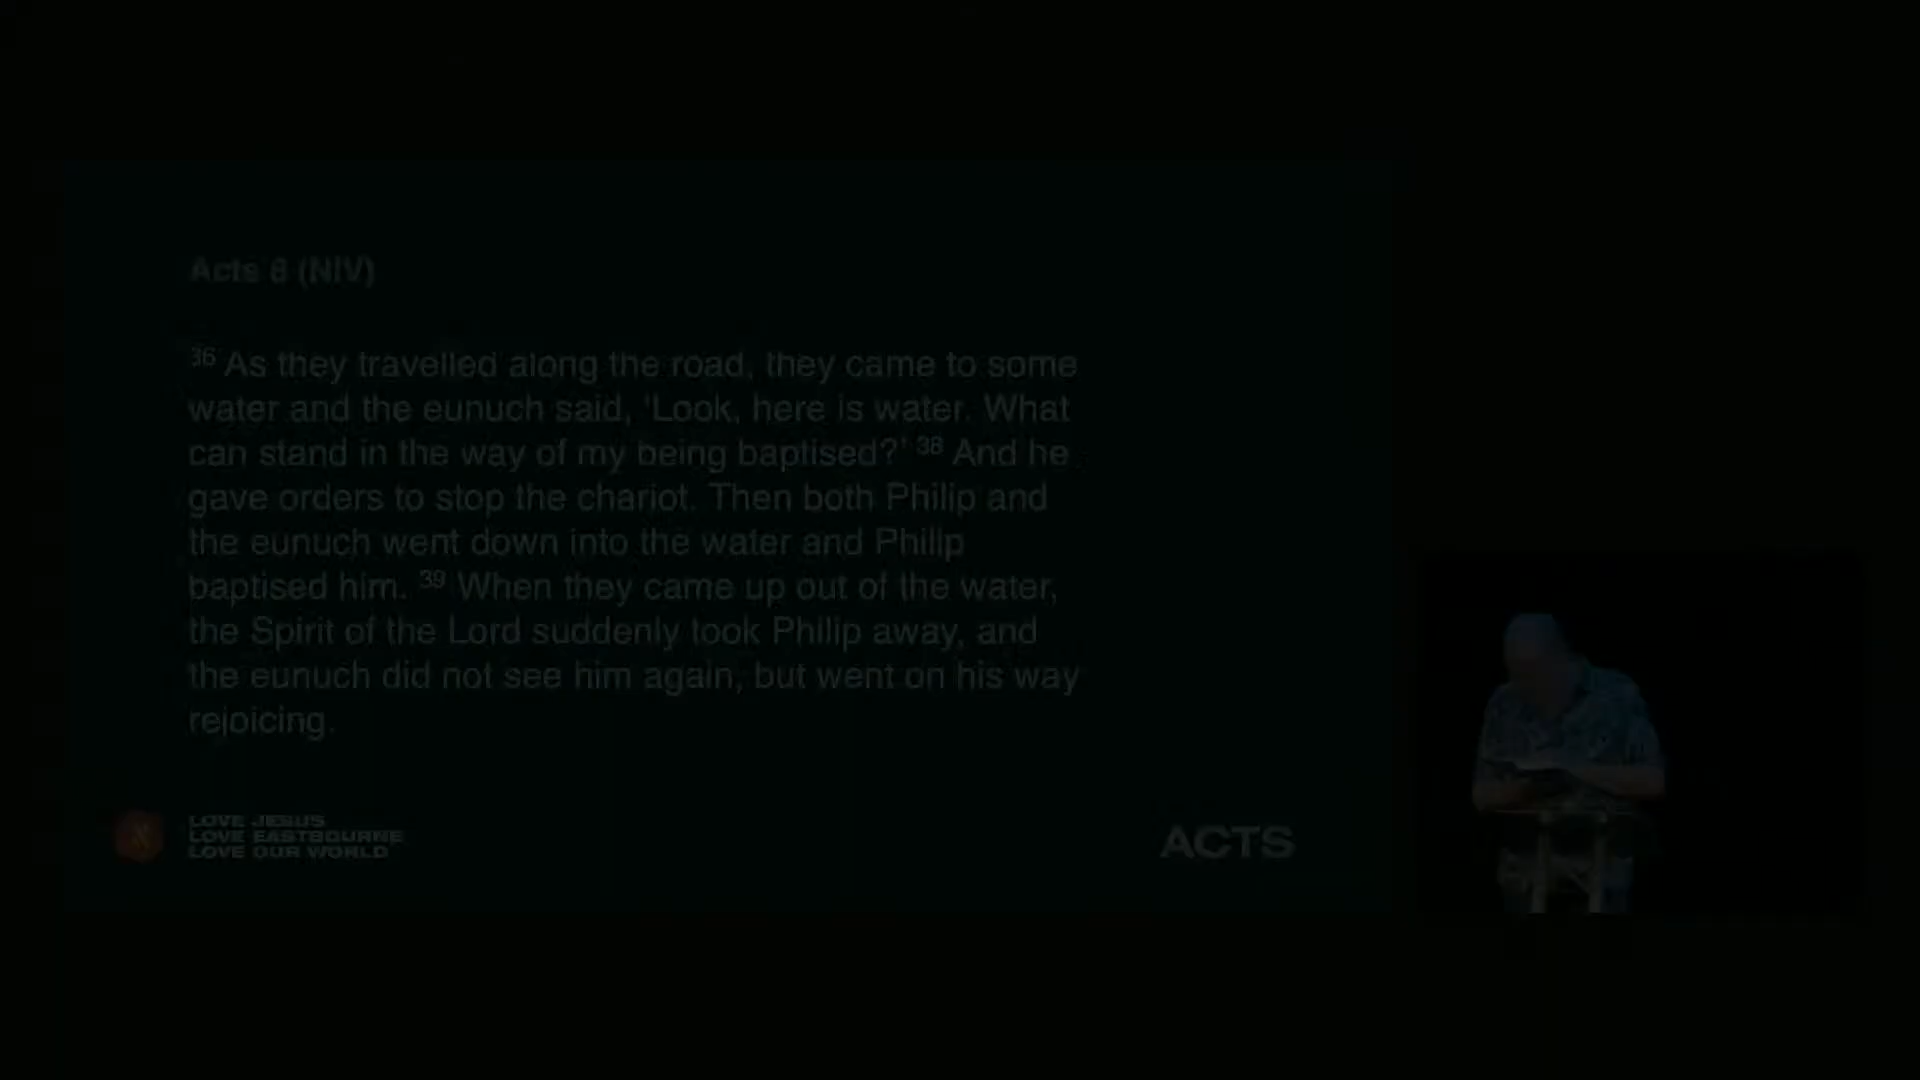 Acts 8 (NIV)
36 As they travelled along the road, they came to some
water and the eunuch said, 'Look, here is water. What
can stand in the way of my being baptised?' 38 And he
gave orders to stop the chariot. Then both Philip and
the eunuch went down into the water and Philip
baptised him. 39 When they came up out of the water,
the Spirit of the Lord suddenly took Philip away, and
the eunuch did not see him again, but went on his way
rejoicing.
LOVE JESUS
LOVE EASTBOURNE
LOVE OUR WORLD
ACTS